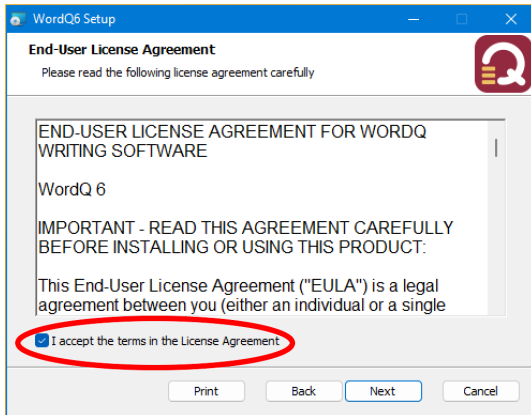 WordQ6 Setup
End-User License Agreement
Please read the following license agreement carefully
END-USER LICENSE AGREEMENT FOR WORDQ
WRITING SOFTWARE
WordQ 6
IMPORTANT - READ THIS AGREEMENT CAREFULLY
BEFORE INSTALLING OR USING THIS PRODUCT:
This End-User License Agreement ("EULA") is a legal
agreement between you (either an individual or a single
I accept the terms in the License Agreement
Print Back Next Cancel